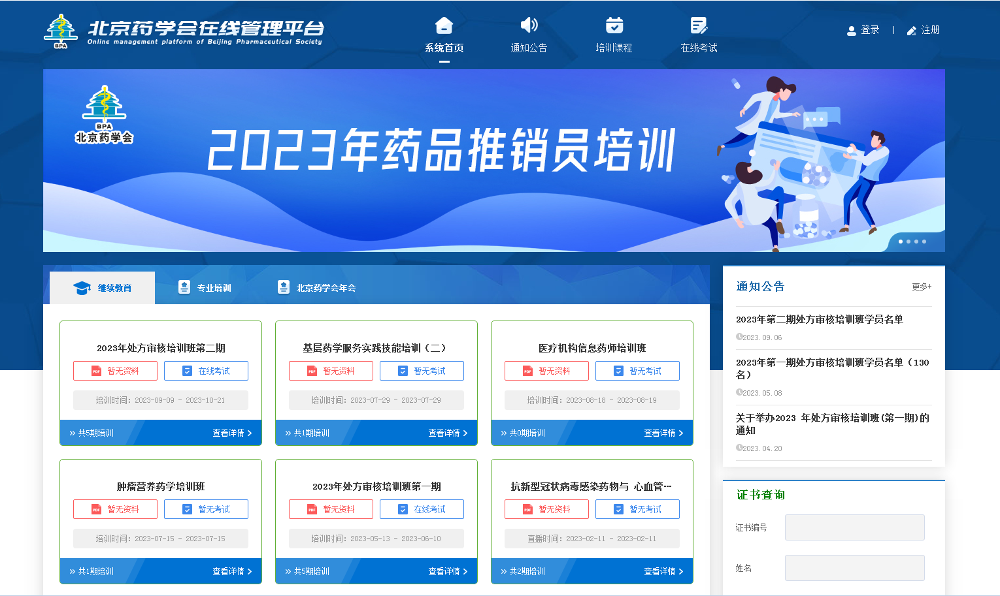 BPA
北京药学会在线管理平台
Online management platform of Beijing Pharmaceutical Society
系统首页
通知公告
培训课程
在线考试
登录 | 注册
BPA
北京药学会
2023年药品推销员培训
继续教育
专业培训
北京药学会年会
2023年处方审核培训班第二期
PDF 暂无资料
在线考试
培训时间：2023-09-09 - 2023-10-21
共5期培训
查看详情
基层药学服务实践技能培训（二）
PDF 暂无资料
暂无考试
培训时间：2023-07-29 - 2023-07-29
共1期培训
查看详情
医疗机构信息药师培训班
PDF 暂无资料
暂无考试
培训时间：2023-08-18 - 2023-08-19
共0期培训
查看详情
肿瘤营养药学培训班
PDF 暂无资料
暂无考试
培训时间：2023-07-15 - 2023-07-15
共1期培训
查看详情
2023年处方审核培训班第一期
PDF 暂无资料
在线考试
培训时间：2023-05-13 - 2023-06-10
共5期培训
查看详情
抗新型冠状病毒感染药物与 心血管…
PDF 暂无资料
暂无考试
直播时间：2023-02-11 - 2023-02-11
共2期培训
查看详情
通知公告
更多+
2023年第二期处方审核培训班学员名单
2023.09.06
2023年第一期处方审核培训班学员名单（130
名）
2023.05.08
关于举办2023 年处方审核培训班(第一期)的
通知
2023.04.20
证书查询
证书编号
姓名